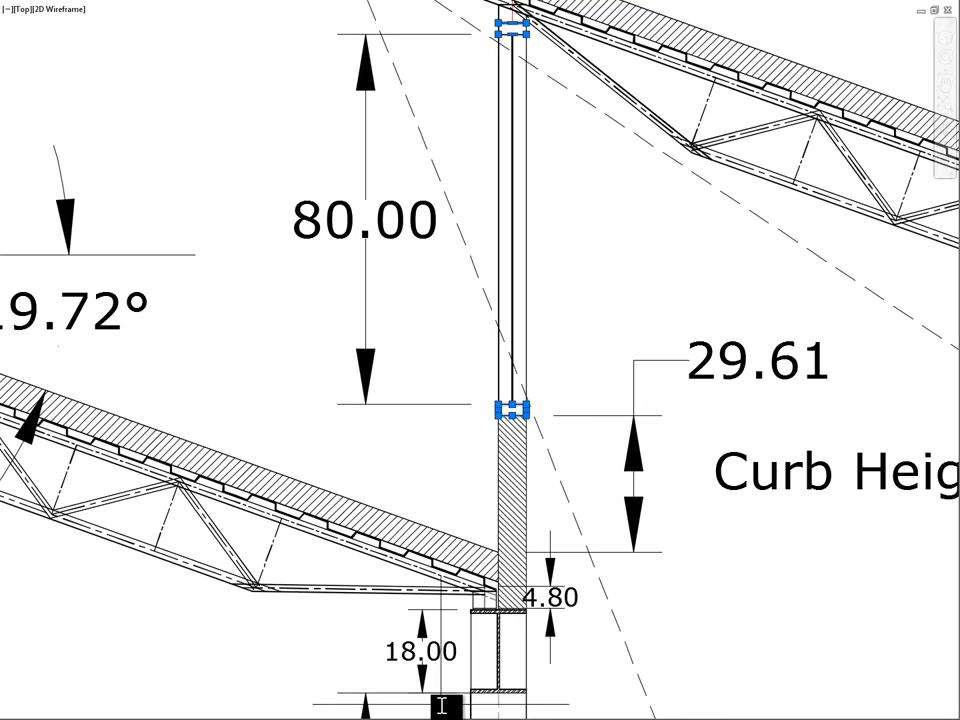 [−][Top][2D Wireframe]
80.00
9.72°
29.61
Curb Heig
4.80
18.00